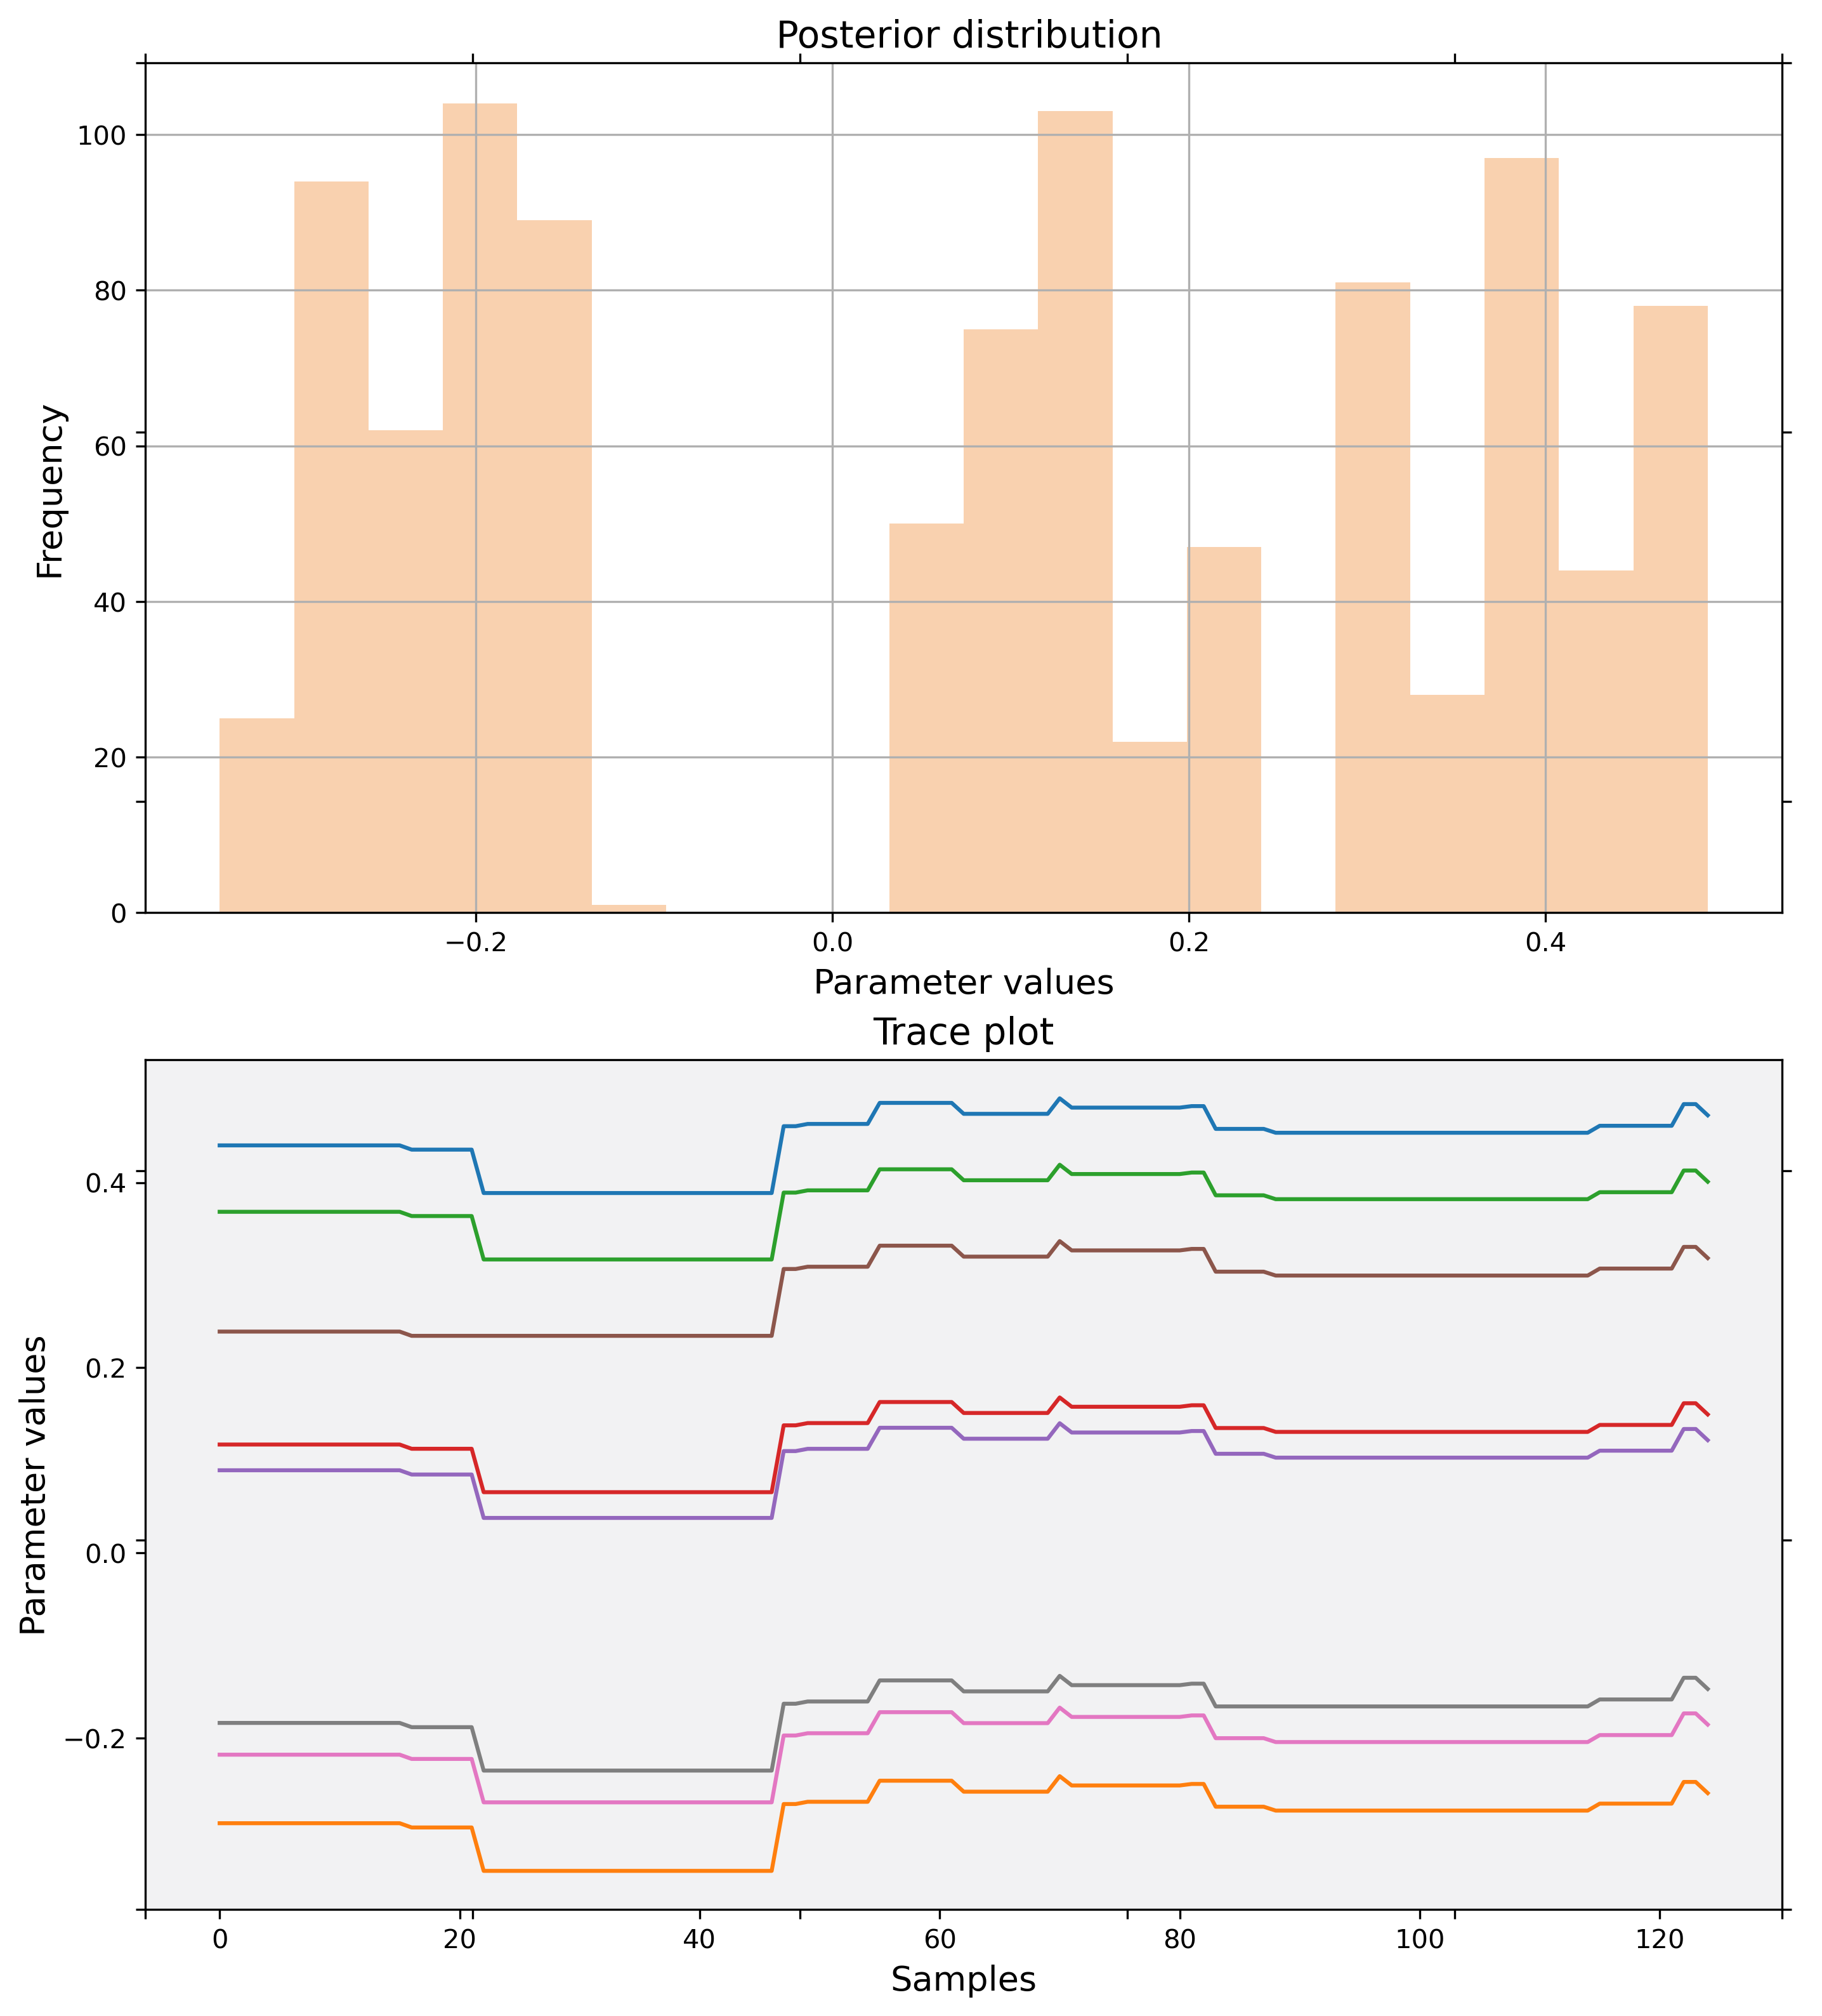 Posterior distribution
100
80
60
40
20
0
Frequency
−0.2 0.0 0.2 0.4
Parameter values
Trace plot
0.4
0.2
0.0
−0.2
Parameter values
0 20 40 60 80 100 120
Samples